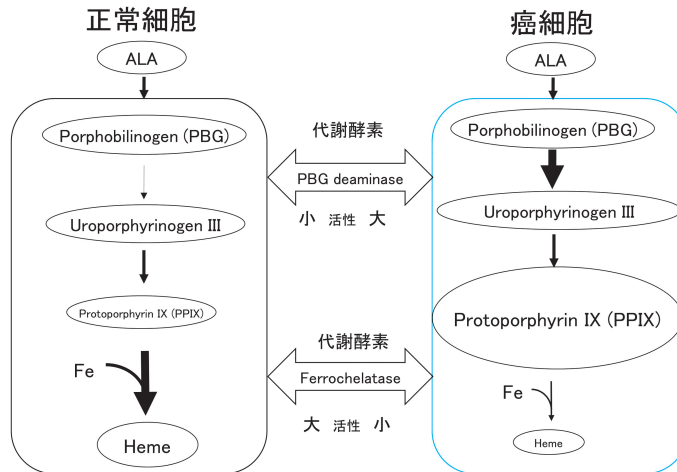 正常細胞
ALA
Porphobilinogen (PBG)
Uroporphyrinogen Ⅲ
Protoporphyrin IX (PPIX)
Fe
Heme
代謝酵素
PBG deaminase
小 活性 大
代謝酵素
Ferrochelatase
大 活性 小
癌細胞
ALA
Porphobilinogen (PBG)
Uroporphyrinogen Ⅲ
Protoporphyrin IX (PPIX)
Fe
Heme